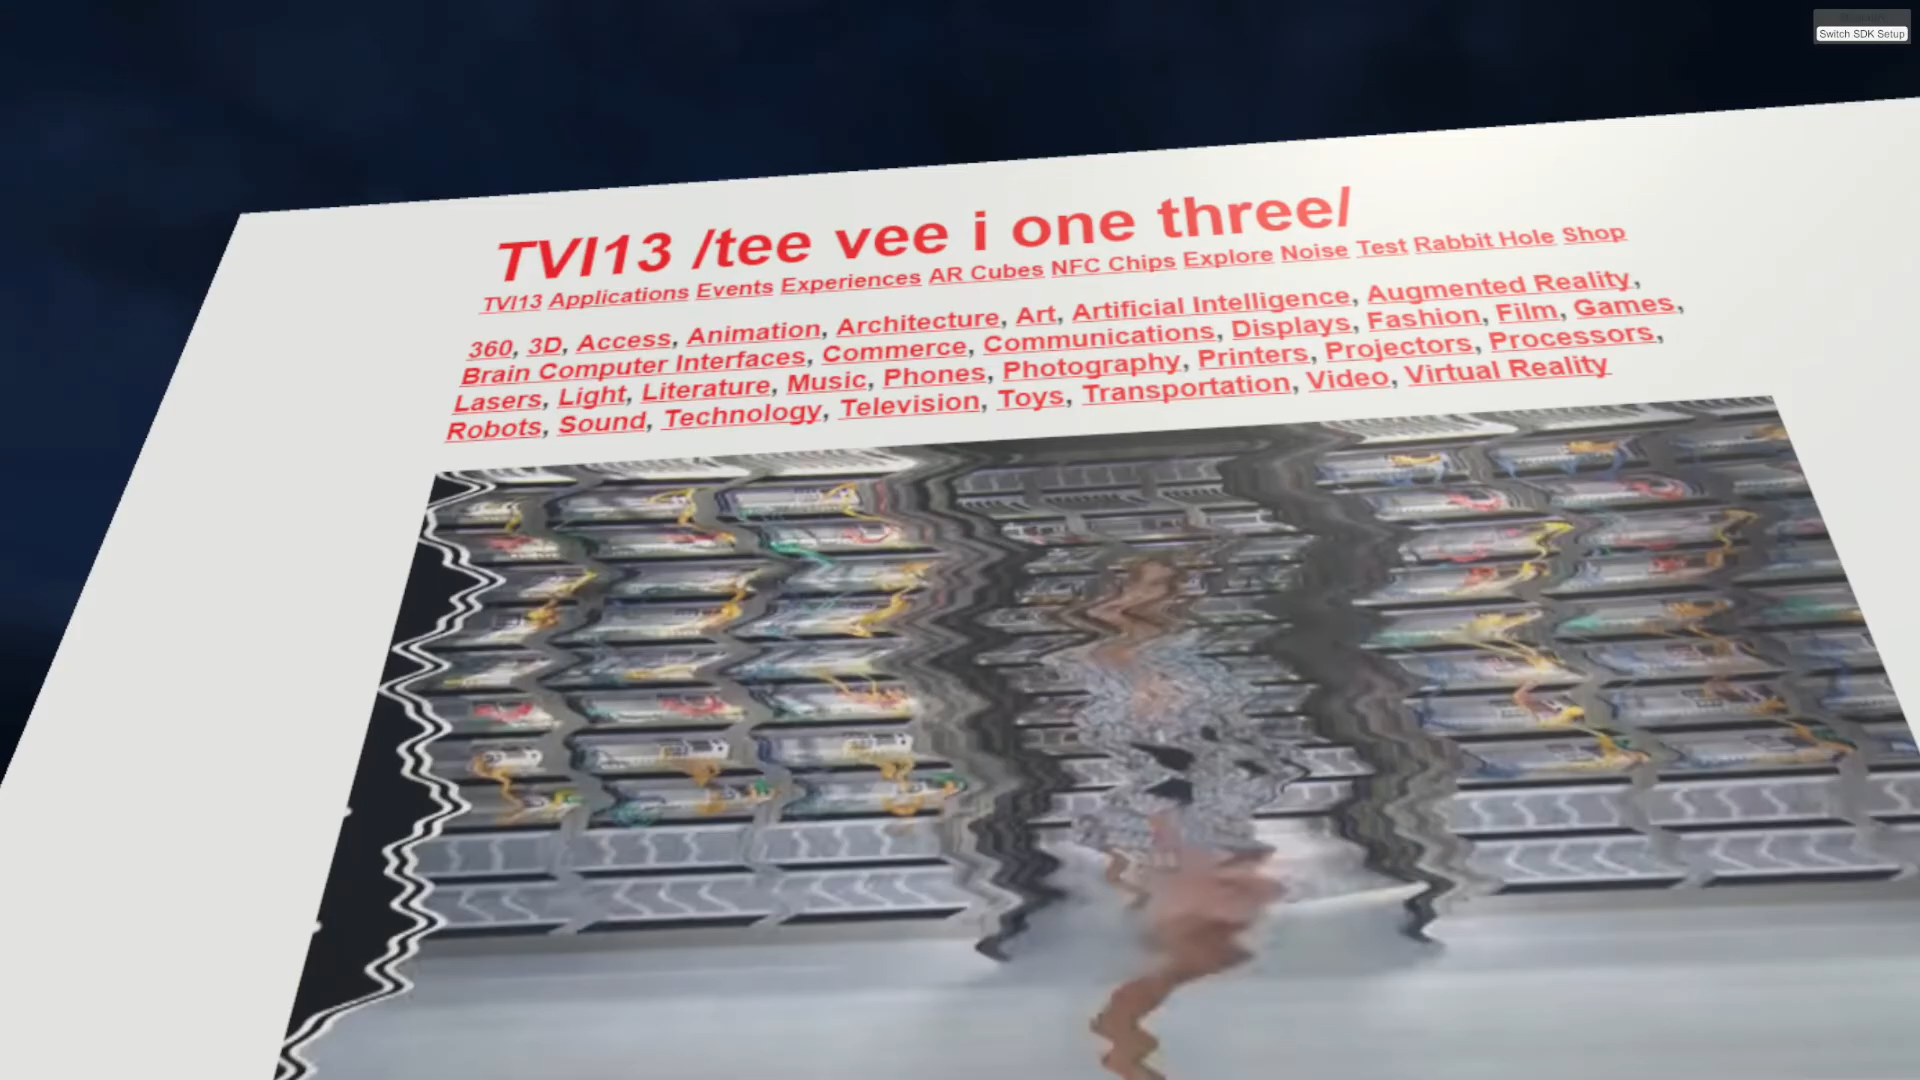 Switch SDK Setup
TVI13 /tee vee i one three/
TVI13 Applications Events Experiences AR Cubes NFC Chips Explore Noise Test Rabbit Hole Shop
360, 3D, Access, Animation, Architecture, Art, Artificial Intelligence, Augmented Reality,
Brain Computer Interfaces, Commerce, Communications, Displays, Fashion, Film, Games,
Lasers, Light, Literature, Music, Phones, Photography, Printers, Projectors, Processors,
Robots, Sound, Technology, Television, Toys, Transportation, Video, Virtual Reality